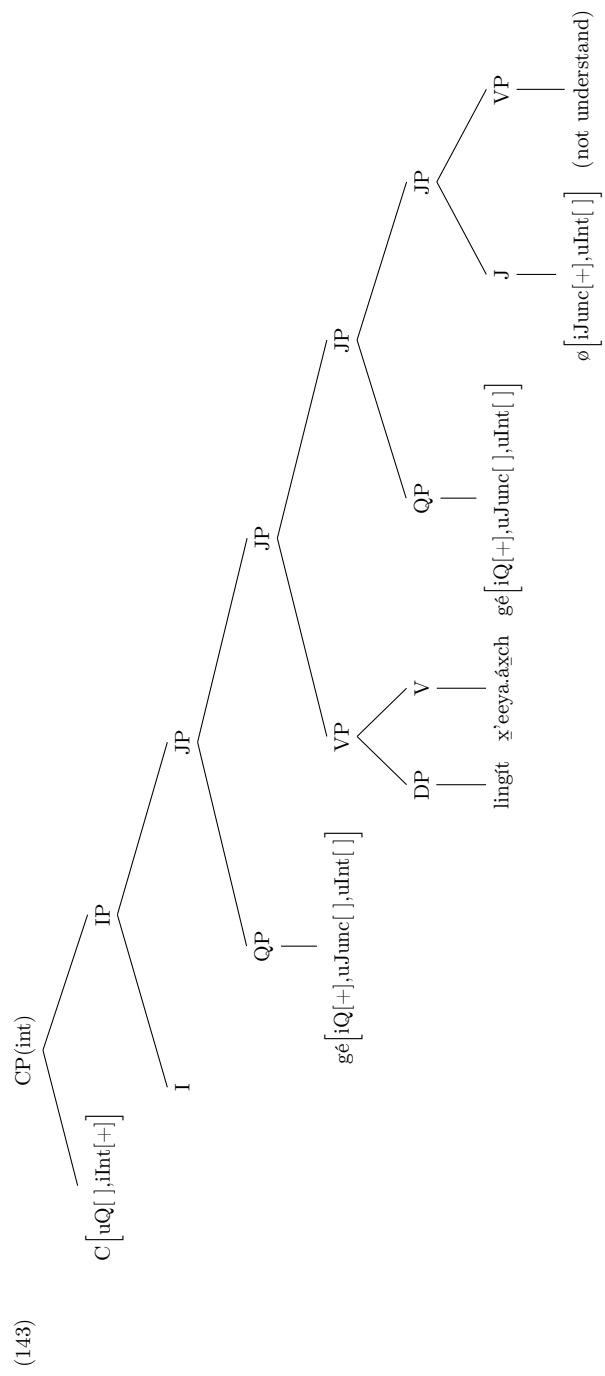 (143)
CP(int)
C[uQ[ ],iInt[+]]
IP
I
JP
QP
gé[iQ[+],uJunc[ ],uInt[ ]]
JP
VP
DP
V
lingít
x̱'eeya.áx̱ch
JP
QP
gé[iQ[+],uJunc[ ],uInt[ ]]
JP
J
VP
ø[iJunc[+],uInt[ ]]
(not understand)